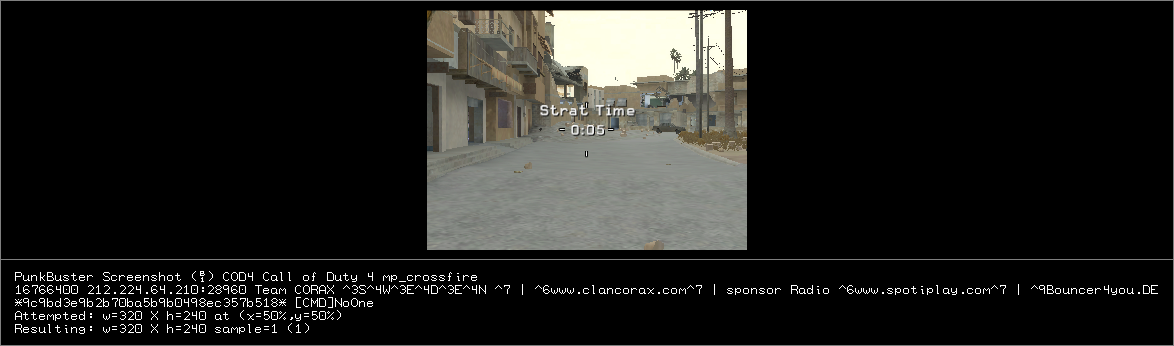 Strat Time
0:05
PunkBuster Screenshot (BI) COD4 Call of Duty 4 mp_crossfire
16766400 212.224.64.210:28960 Team CORAX ^3S^4W^3E^4D^3E^4N ^7 | ^6www.clancorax.com^7 | sponsor Radio ^6www.spotiplay.com^7 | ^9Bouncer4you.DE
*9c9bd3e9b2b70ba5b9b0498ec357b518* [CMD]NoOne
Attempted: w=320 X h=240 at (x=50%,y=50%)
Resulting: w=320 X h=240 sample=1 (1)